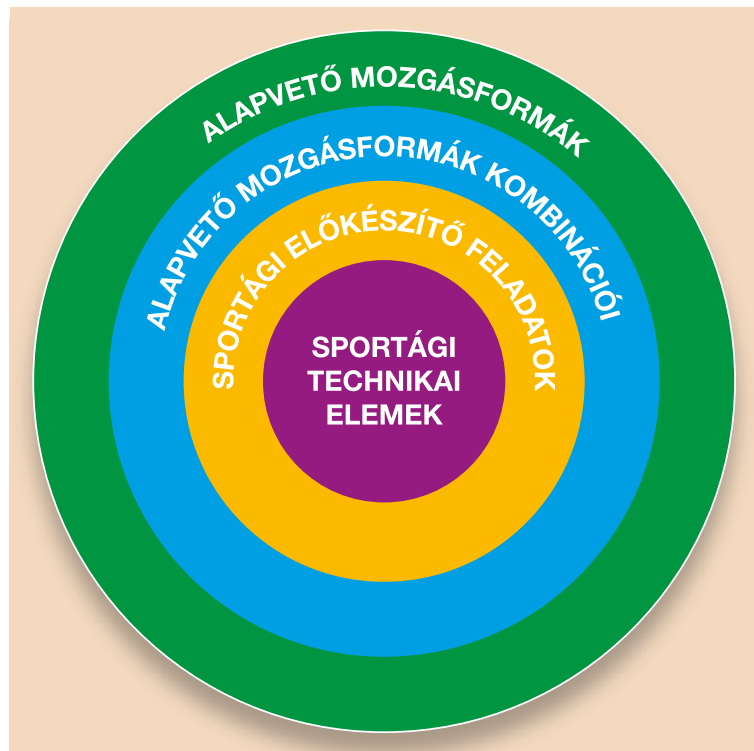 ALAPVETŐ MOZGÁSFORMÁK
ALAPVETŐ MOZGÁSFORMÁK KOMBINÁCIÓI
SPORTÁGI ELŐKÉSZÍTŐ FELADATOK
SPORTÁGI
TECHNIKAI
ELEMEK